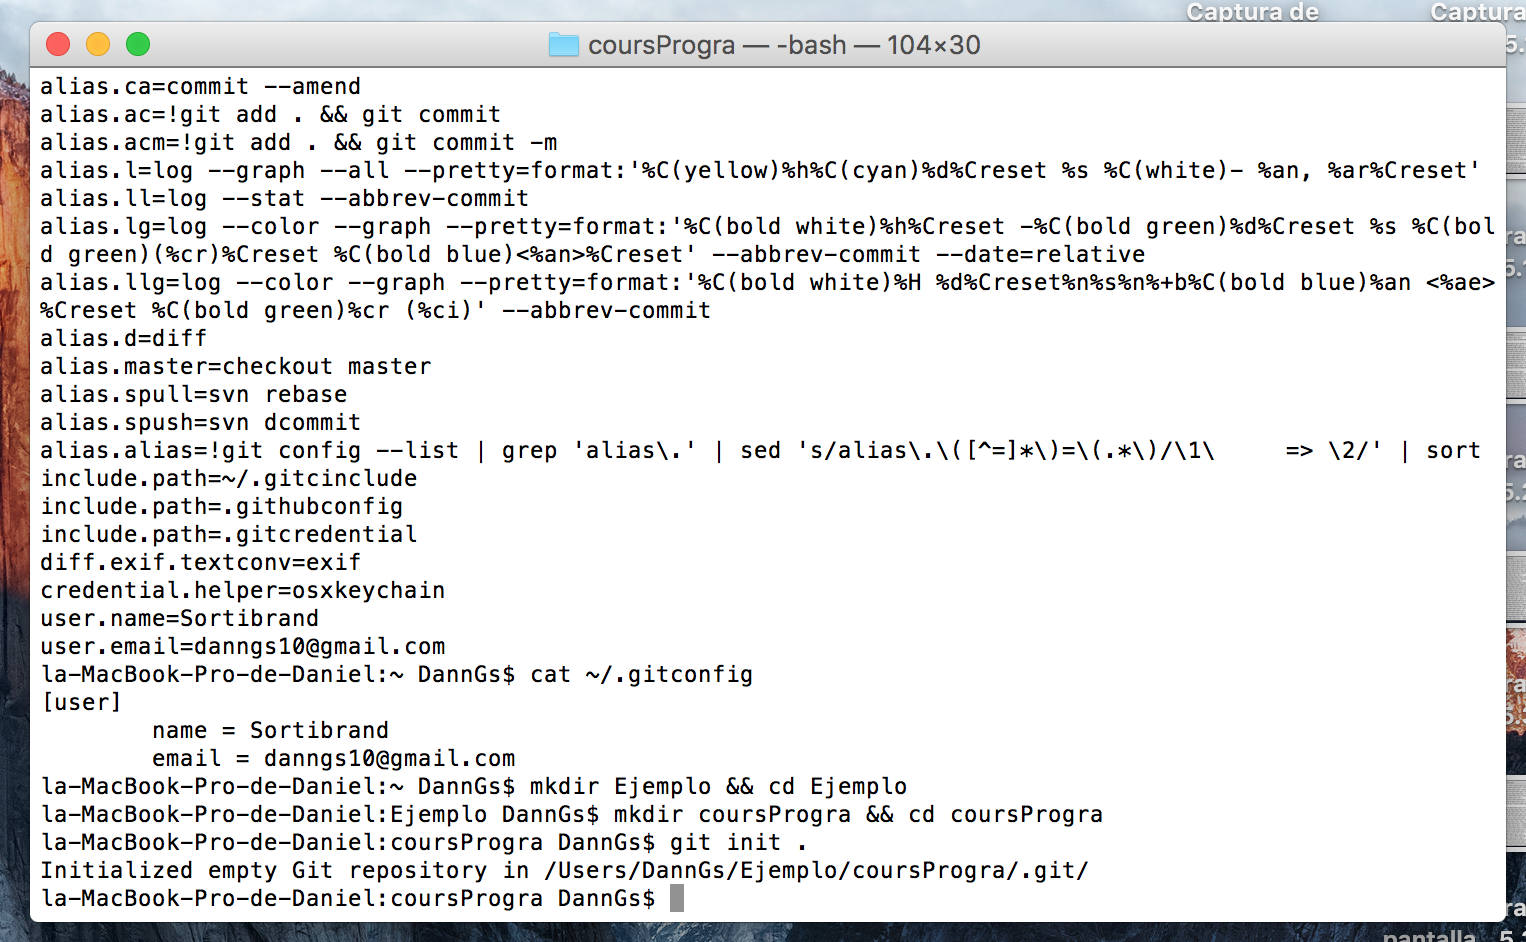 Captura de
Captura
coursProgra — -bash — 104×30
alias.ca=commit --amend
alias.ac=!git add . && git commit
alias.acm=!git add . && git commit -m
alias.l=log --graph --all --pretty=format:'%C(yellow)%h%C(cyan)%d%Creset %s %C(white)- %an, %ar%Creset'
alias.ll=log --stat --abbrev-commit
alias.lg=log --color --graph --pretty=format:'%C(bold white)%h%Creset -%C(bold green)%d%Creset %s %C(bol
d green)(%cr)%Creset %C(bold blue)<%an>%Creset' --abbrev-commit --date=relative
alias.llg=log --color --graph --pretty=format:'%C(bold white)%H %d%Creset%n%s%n%+b%C(bold blue)%an <%ae>
%Creset %C(bold green)%cr (%ci)' --abbrev-commit
alias.d=diff
alias.master=checkout master
alias.spull=svn rebase
alias.spush=svn dcommit
alias.alias=!git config --list | grep 'alias\.' | sed 's/alias\.\([^=]*\)=\(.*\)/\1\     => \2/' | sort
include.path=~/.gitcinclude
include.path=.githubconfig
include.path=.gitcredential
diff.exif.textconv=exif
credential.helper=osxkeychain
user.name=Sortibrand
user.email=danngs10@gmail.com
la-MacBook-Pro-de-Daniel:~ DannGs$ cat ~/.gitconfig
[user]
        name = Sortibrand
        email = danngs10@gmail.com
la-MacBook-Pro-de-Daniel:~ DannGs$ mkdir Ejemplo && cd Ejemplo
la-MacBook-Pro-de-Daniel:Ejemplo DannGs$ mkdir coursProgra && cd coursProgra
la-MacBook-Pro-de-Daniel:coursProgra DannGs$ git init .
Initialized empty Git repository in /Users/DannGs/Ejemplo/coursProgra/.git/
la-MacBook-Pro-de-Daniel:coursProgra DannGs$
pantalla